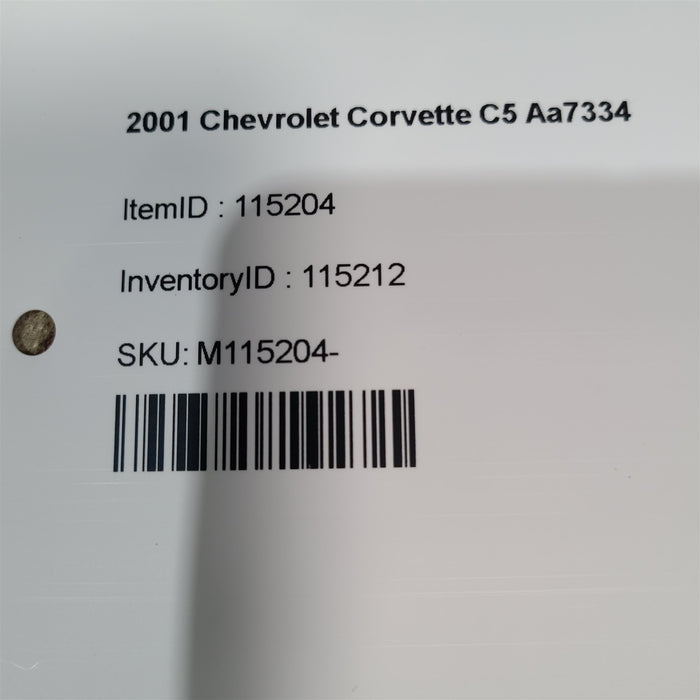 2001 Chevrolet Corvette C5 Aa7334
ItemID : 115204
InventoryID : 115212
SKU: M115204-